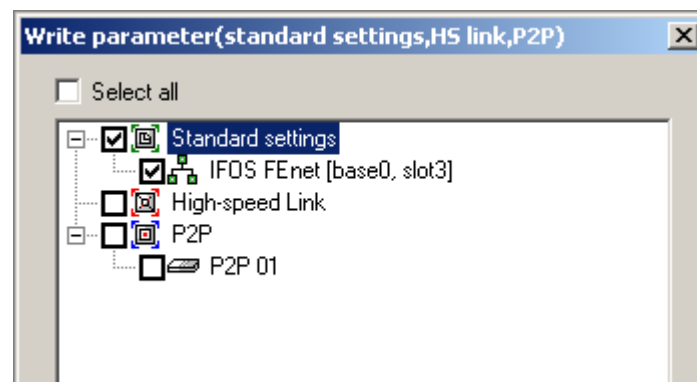 Write parameter(standard settings,HS link,P2P)
Select all
Standard settings
IFOS FEnet [base0, slot3]
High-speed Link
P2P
P2P 01